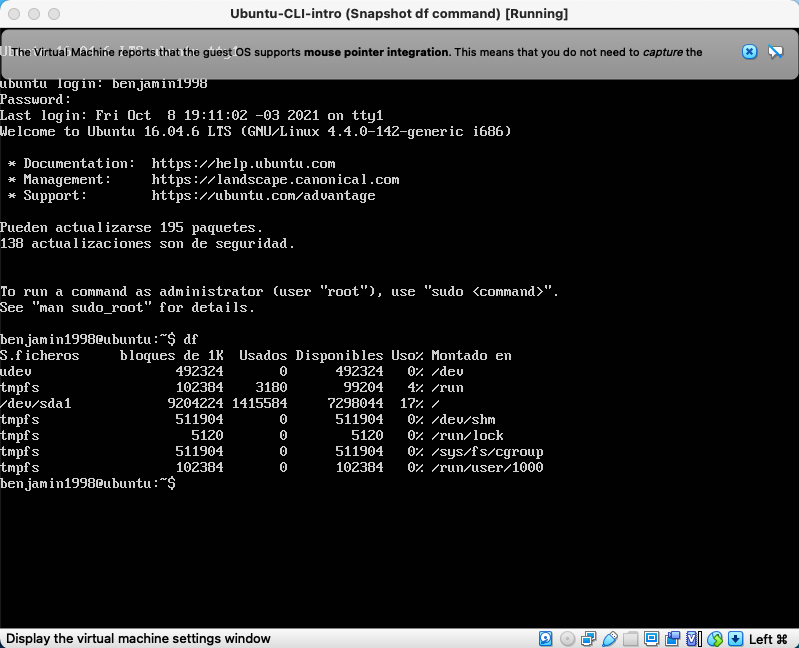 Ubuntu-CLI-intro (Snapshot df command) [Running]
The Virtual Machine reports that the guest OS supports mouse pointer integration. This means that you do not need to capture the
ubuntu login: benjamin1998
Password:
Last login: Fri Oct  8 19:11:02 -03 2021 on tty1
Welcome to Ubuntu 16.04.6 LTS (GNU/Linux 4.4.0-142-generic i686)
 * Documentation:  https://help.ubuntu.com
 * Management:     https://landscape.canonical.com
 * Support:        https://ubuntu.com/advantage
Pueden actualizarse 195 paquetes.
138 actualizaciones son de seguridad.
To run a command as administrator (user "root"), use "sudo <command>".
See "man sudo_root" for details.
benjamin1998@ubuntu:~$ df
S.ficheros     bloques de 1K  Usados Disponibles Uso% Montado en
udev                  492324       0      492324   0% /dev
tmpfs                 102384    3180       99204   4% /run
/dev/sda1            9204224 1415584     7298044  17% /
tmpfs                 511904       0      511904   0% /dev/shm
tmpfs                   5120       0        5120   0% /run/lock
tmpfs                 511904       0      511904   0% /sys/fs/cgroup
tmpfs                 102384       0      102384   0% /run/user/1000
benjamin1998@ubuntu:~$
Display the virtual machine settings window
Left ⌘